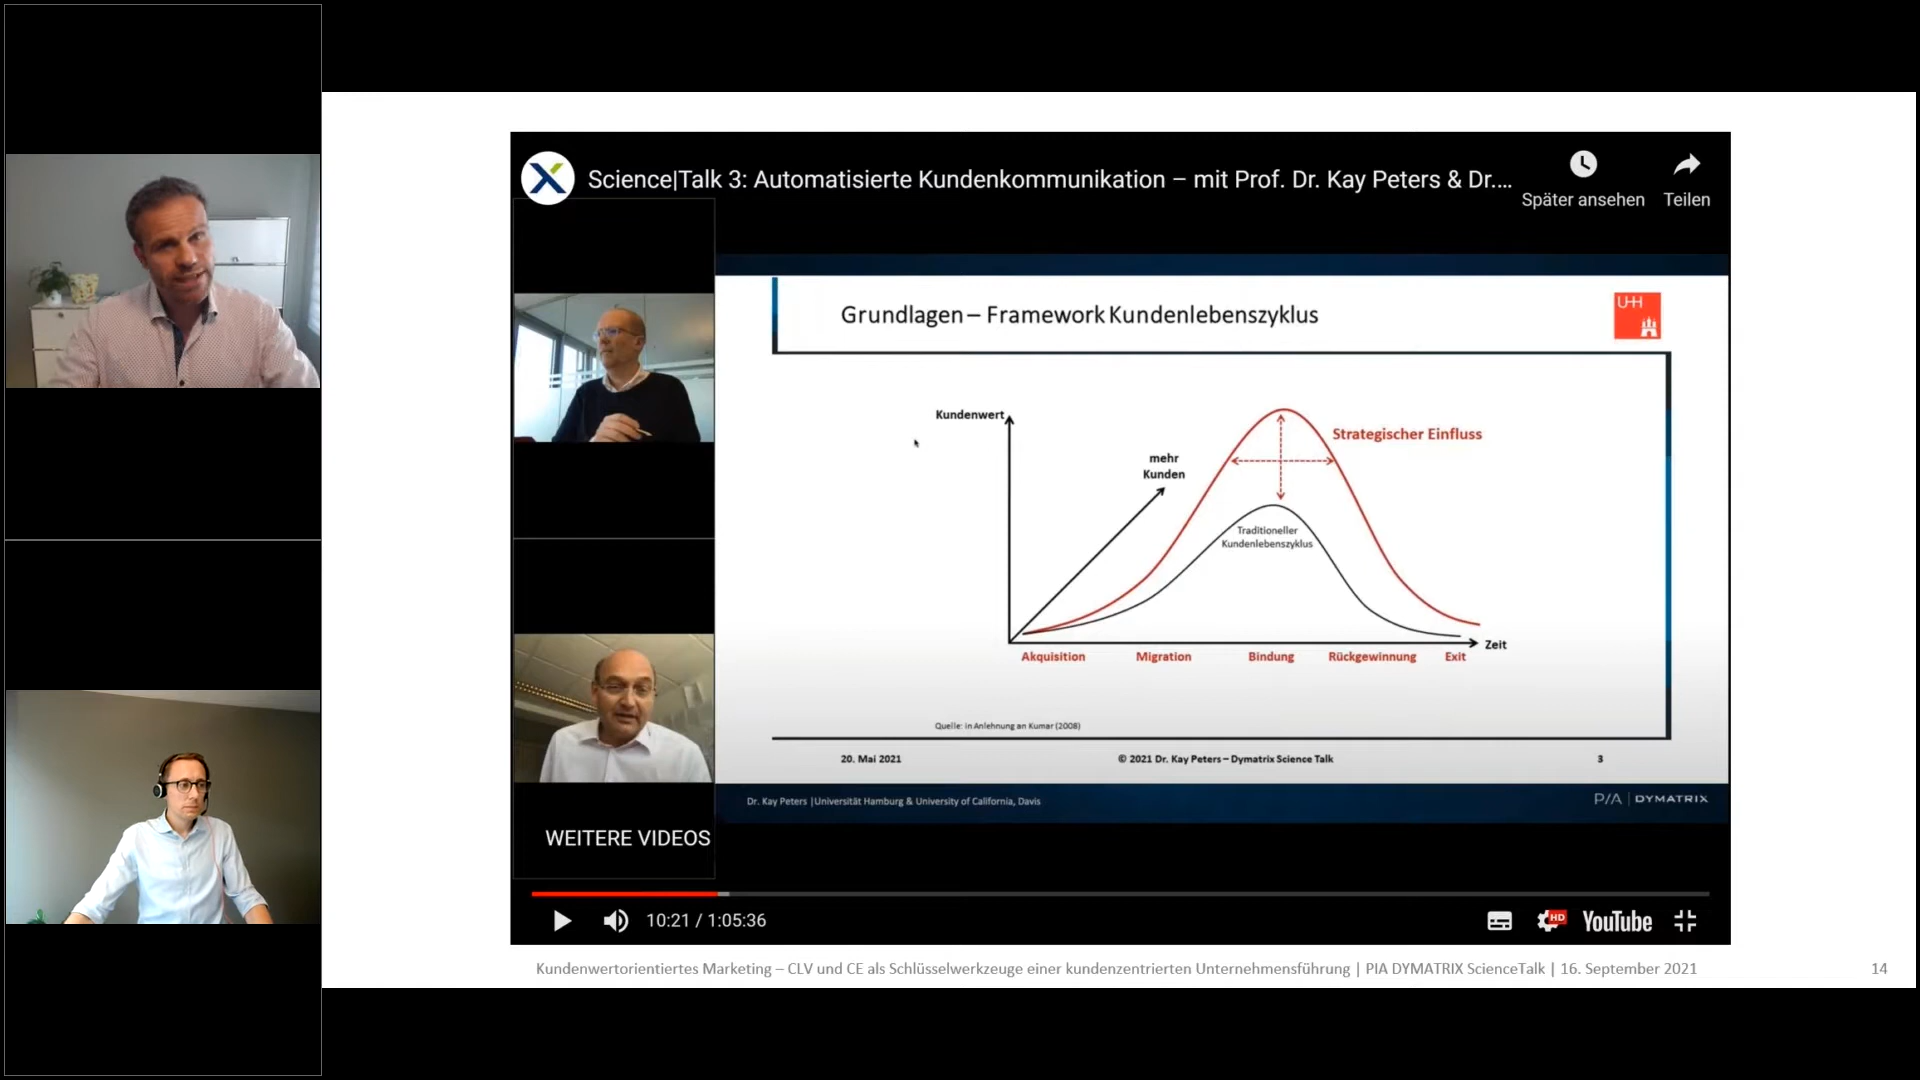 Science|Talk 3: Automatisierte Kundenkommunikation – mit Prof. Dr. Kay Peters & Dr....
Später ansehen
Teilen
Grundlagen – Framework Kundenlebenszyklus
UHH
Kundenwert
mehr
Kunden
Strategischer Einfluss
Traditioneller
Kundenlebenszyklus
Zeit
Akquisition
Migration
Bindung
Rückgewinnung
Exit
Quelle: in Anlehnung an Kumar (2008)
20. Mai 2021
© 2021 Dr. Kay Peters – Dymatrix Science Talk
3
Dr. Kay Peters |Universität Hamburg & University of California, Davis
P/A | DYMATRIX
WEITERE VIDEOS
10:21 / 1:05:36
HD
YouTube
Kundenwertorientiertes Marketing – CLV und CE als Schlüsselwerkzeuge einer kundenzentrierten Unternehmensführung | PIA DYMATRIX ScienceTalk | 16. September 2021
14